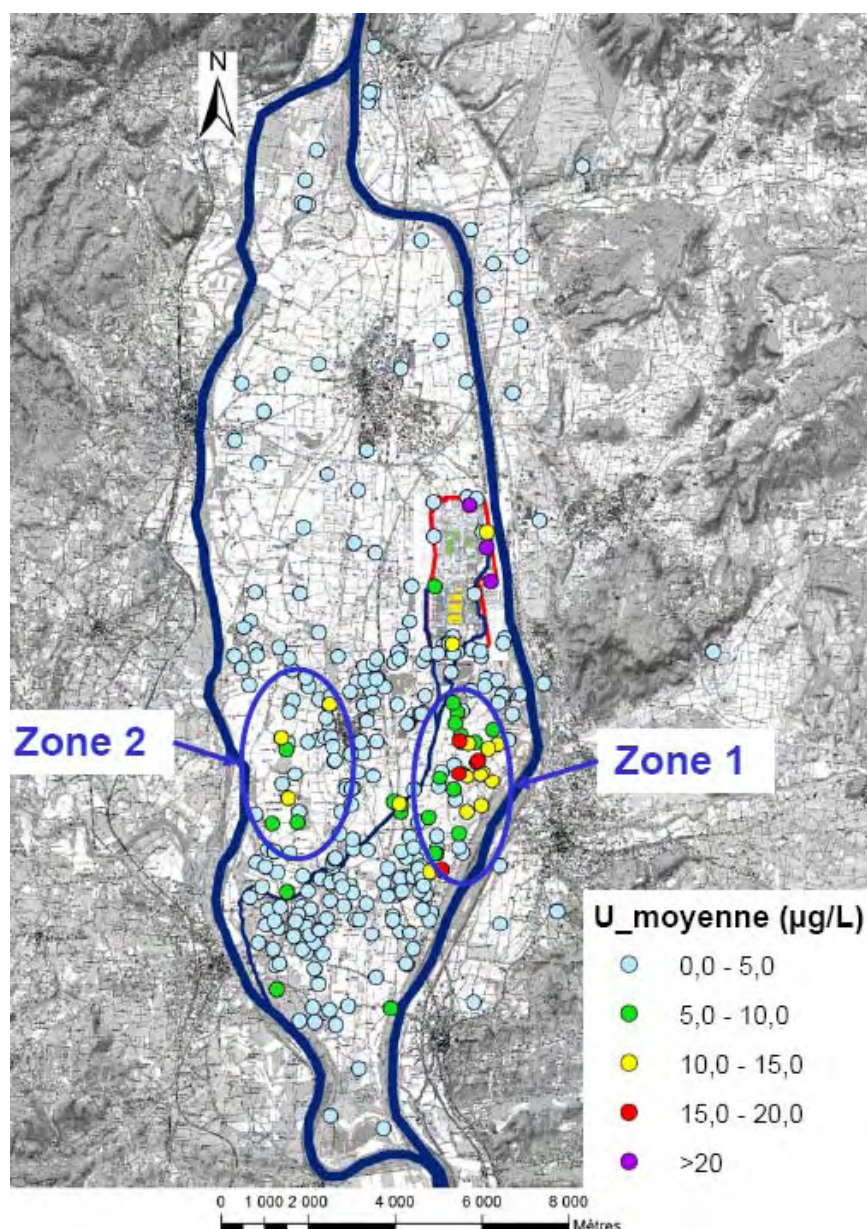 N
Zone 2
Zone 1
U_moyenne (µg/L)
0,0 - 5,0
5,0 - 10,0
10,0 - 15,0
15,0 - 20,0
>20
0 1 000 2 000 4 000 6 000 8 000
Mètres